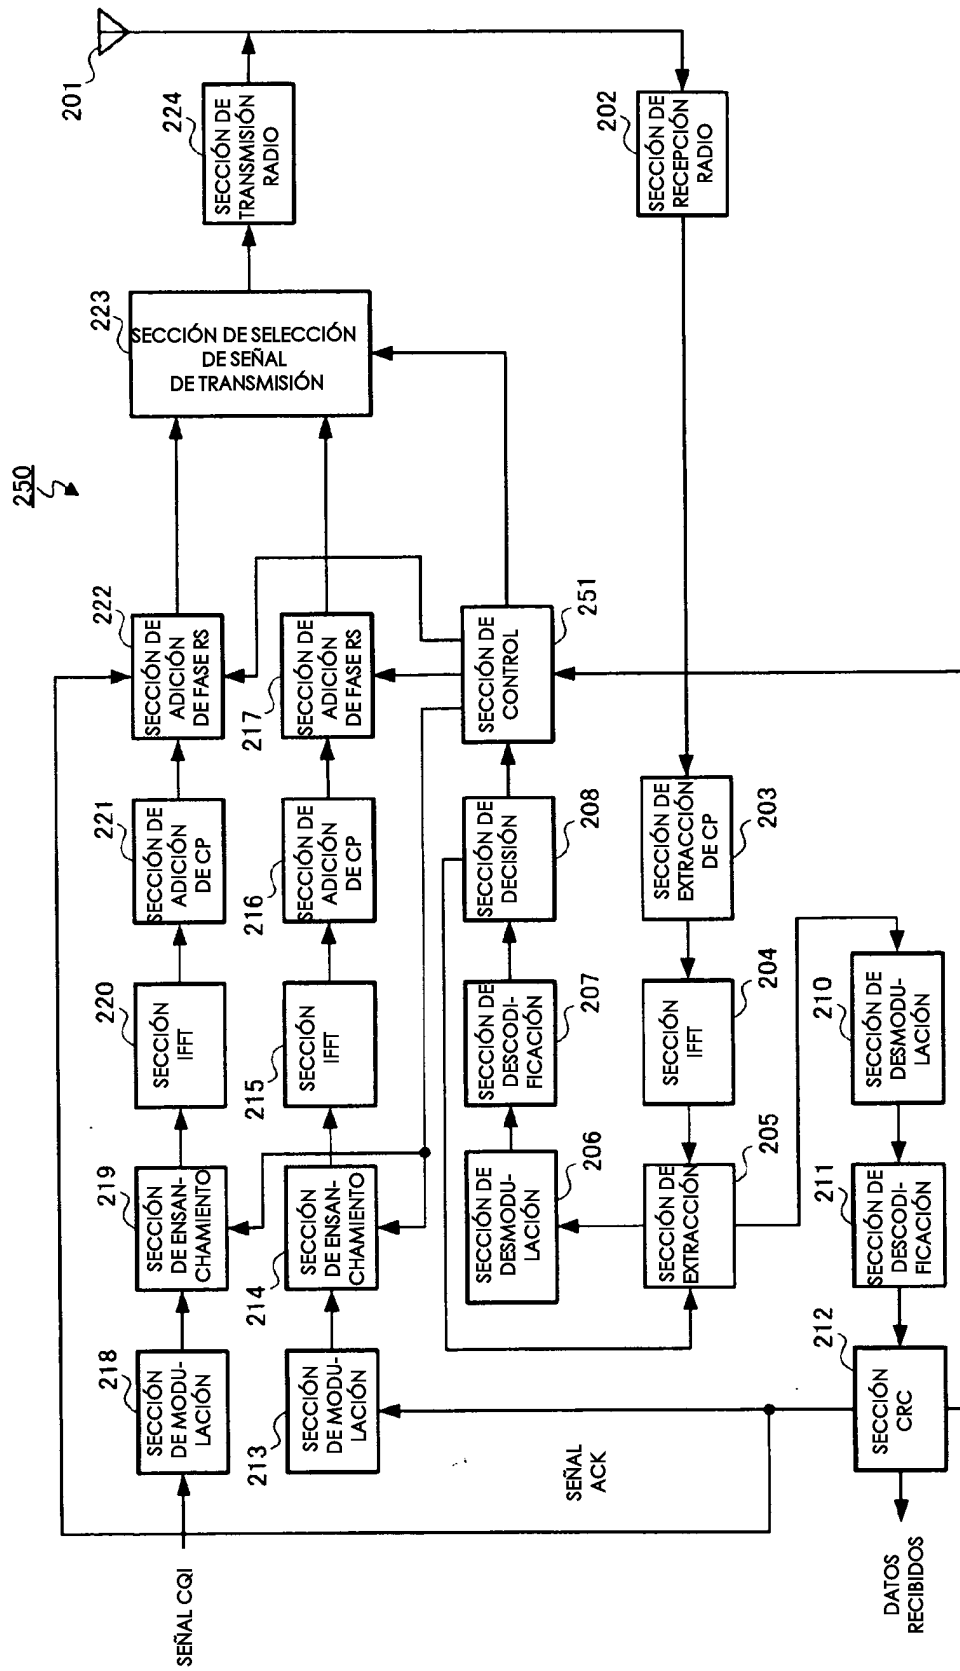 250
SEÑAL CQI
218
SECCIÓN
DE MODU-
LACIÓN
219
SECCIÓN
DE ENSAN-
CHAMIENTO
220
SECCIÓN
IFFT
221
SECCIÓN DE
ADICIÓN
DE CP
222
SECCIÓN DE
ADICIÓN
DE FASE RS
223
SECCIÓN DE SELECCIÓN
DE SEÑAL
DE TRANSMISIÓN
224
SECCIÓN DE
TRANSMISIÓN
RADIO
201
213
SECCIÓN
DE MODU-
LACIÓN
214
SECCIÓN
DE ENSAN-
CHAMIENTO
215
SECCIÓN
IFFT
216
SECCIÓN DE
ADICIÓN
DE CP
217
SECCIÓN DE
ADICIÓN
DE FASE RS
SECCIÓN DE
DESMODU-
LACIÓN
206
SECCIÓN DE
DESCODI-
FICACIÓN
207
SECCIÓN DE
DECISIÓN
208
SECCIÓN DE
CONTROL
251
SEÑAL
ACK
SECCIÓN DE
EXTRACCIÓN
205
SECCIÓN
IFFT
204
SECCIÓN DE
EXTRACCIÓN
DE CP
203
202
SECCIÓN DE
RECEPCIÓN
RADIO
DATOS
RECIBIDOS
212
SECCIÓN
CRC
211
SECCIÓN DE
DESCODI-
FICACIÓN
210
SECCIÓN DE
DESMODU-
LACIÓN